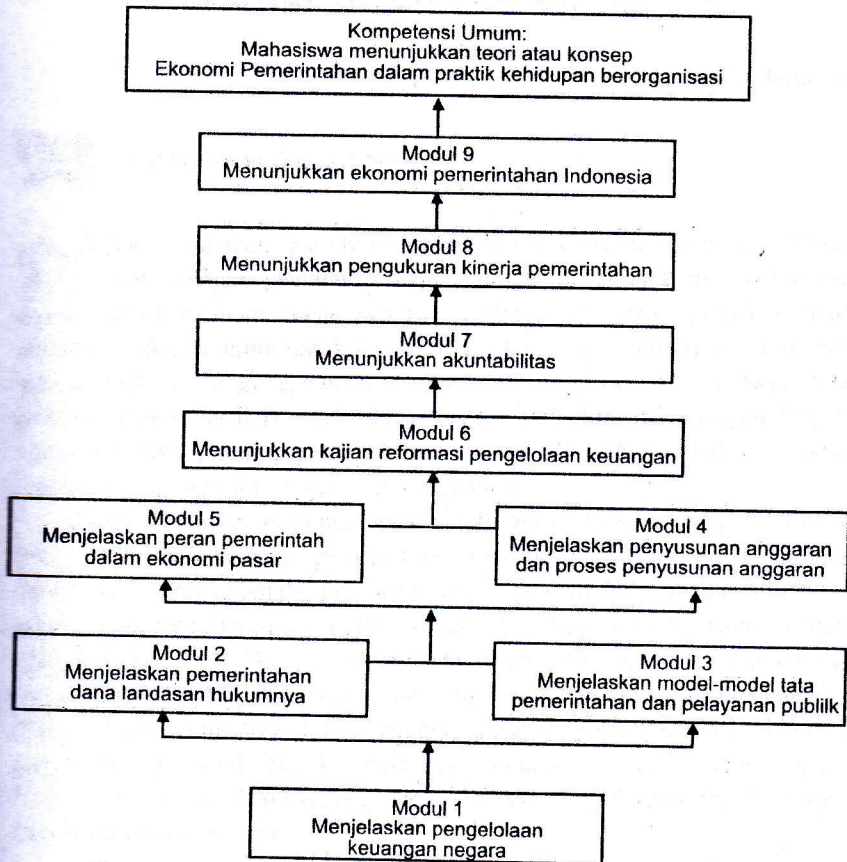 Kompetensi Umum:
Mahasiswa menunjukkan teori atau konsep
Ekonomi Pemerintahan dalam praktik kehidupan berorganisasi
Modul 9
Menunjukkan ekonomi pemerintahan Indonesia
Modul 8
Menunjukkan pengukuran kinerja pemerintahan
Modul 7
Menunjukkan akuntabilitas
Modul 6
Menunjukkan kajian reformasi pengelolaan keuangan
Modul 5
Menjelaskan peran pemerintah
dalam ekonomi pasar
Modul 4
Menjelaskan penyusunan anggaran
dan proses penyusunan anggaran
Modul 2
Menjelaskan pemerintahan
dana landasan hukumnya
Modul 3
Menjelaskan model-model tata
pemerintahan dan pelayanan publilk
Modul 1
Menjelaskan pengelolaan
keuangan negara